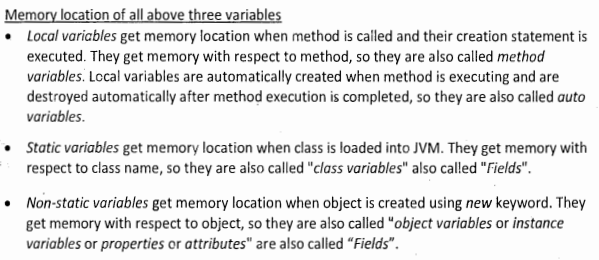 Memory location of all above three variables
• Local variables get memory location when method is called and their creation statement is
executed. They get memory with respect to method, so they are also called method
variables. Local variables are automatically created when method is executing and are
destroyed automatically after method execution is completed, so they are also called auto
variables.
• Static variables get memory location when class is loaded into JVM. They get memory with
respect to class name, so they are also called "class variables" also called "Fields".
• Non-static variables get memory location when object is created using new keyword. They
get memory with respect to object, so they are also called "object variables or instance
variables or properties or attributes" are also called “Fields”.